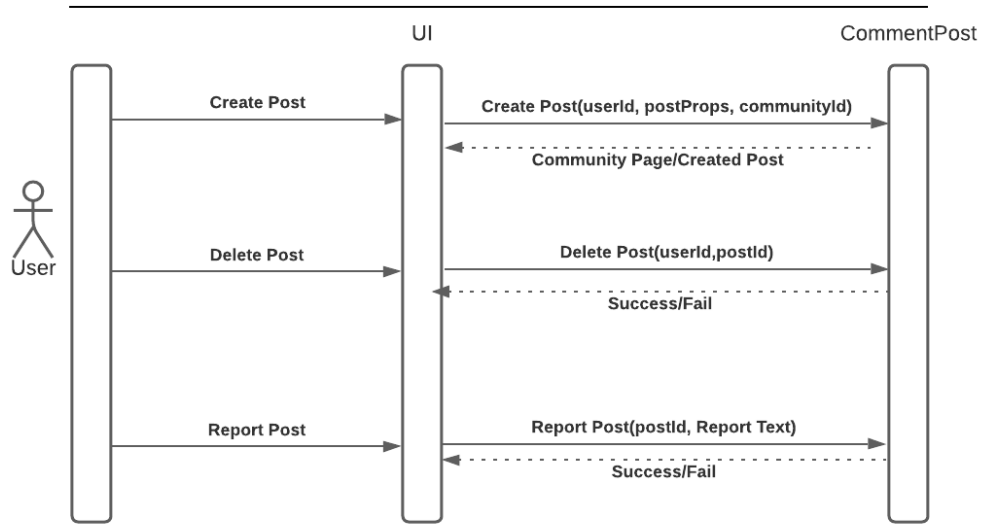 UI
CommentPost
Create Post
Create Post(userId, postProps, communityId)
Community Page/Created Post
User
Delete Post
Delete Post(userId,postId)
Success/Fail
Report Post
Report Post(postId, Report Text)
Success/Fail